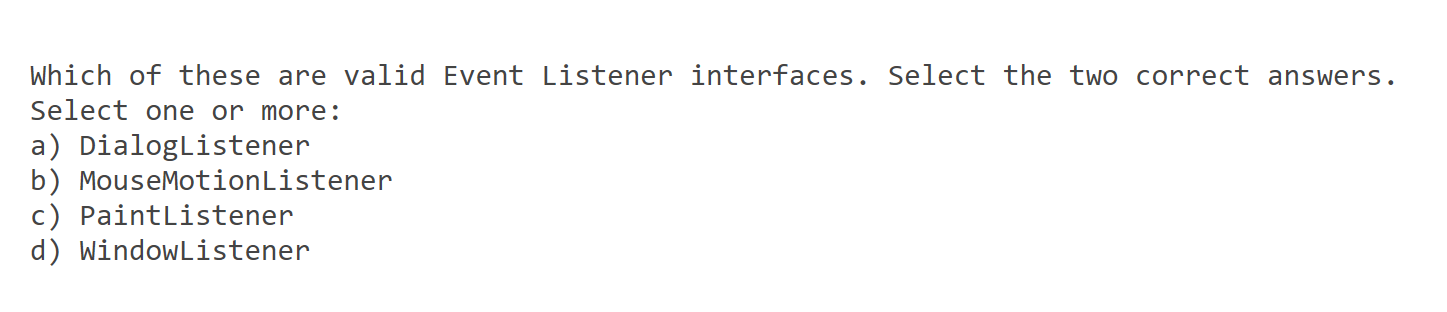 Which of these are valid Event Listener interfaces. Select the two correct answers.
Select one or more:
a) DialogListener
b) MouseMotionListener
c) PaintListener
d) WindowListener